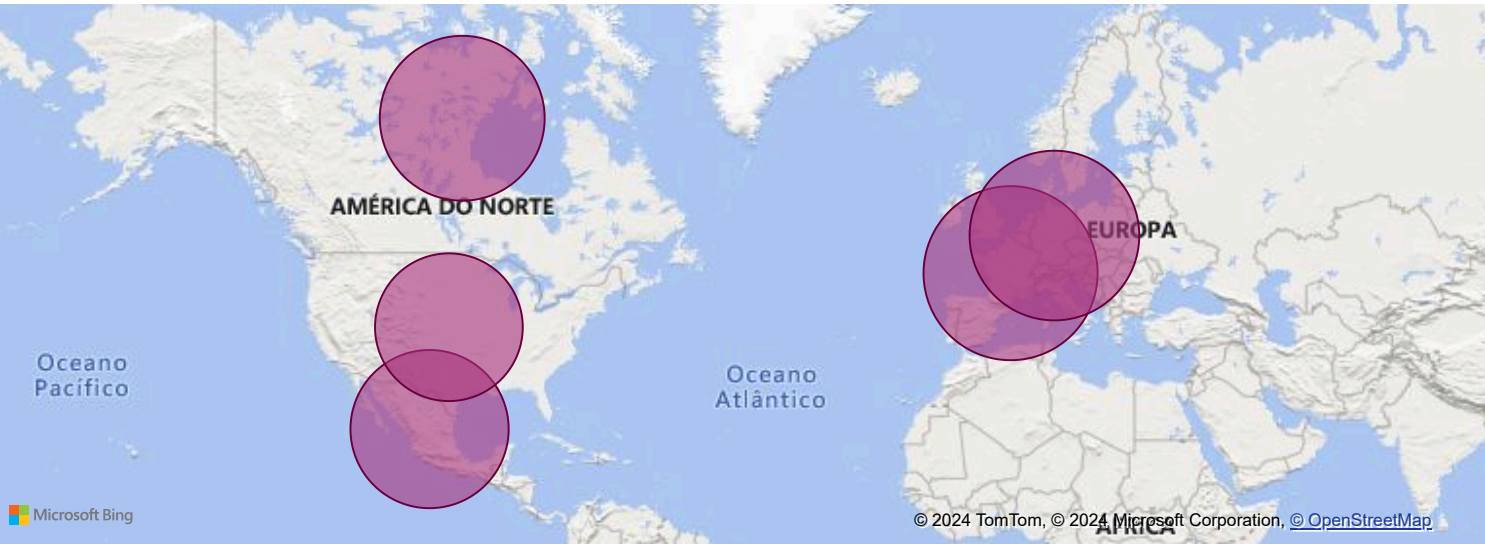 AMÉRICA DO NORTE
EUROPA
Oceano
Pacífico
Oceano
Atlântico
Microsoft Bing
© 2024 TomTom, © 2024 Microsoft Corporation, © OpenStreetMap
ÁFRICA